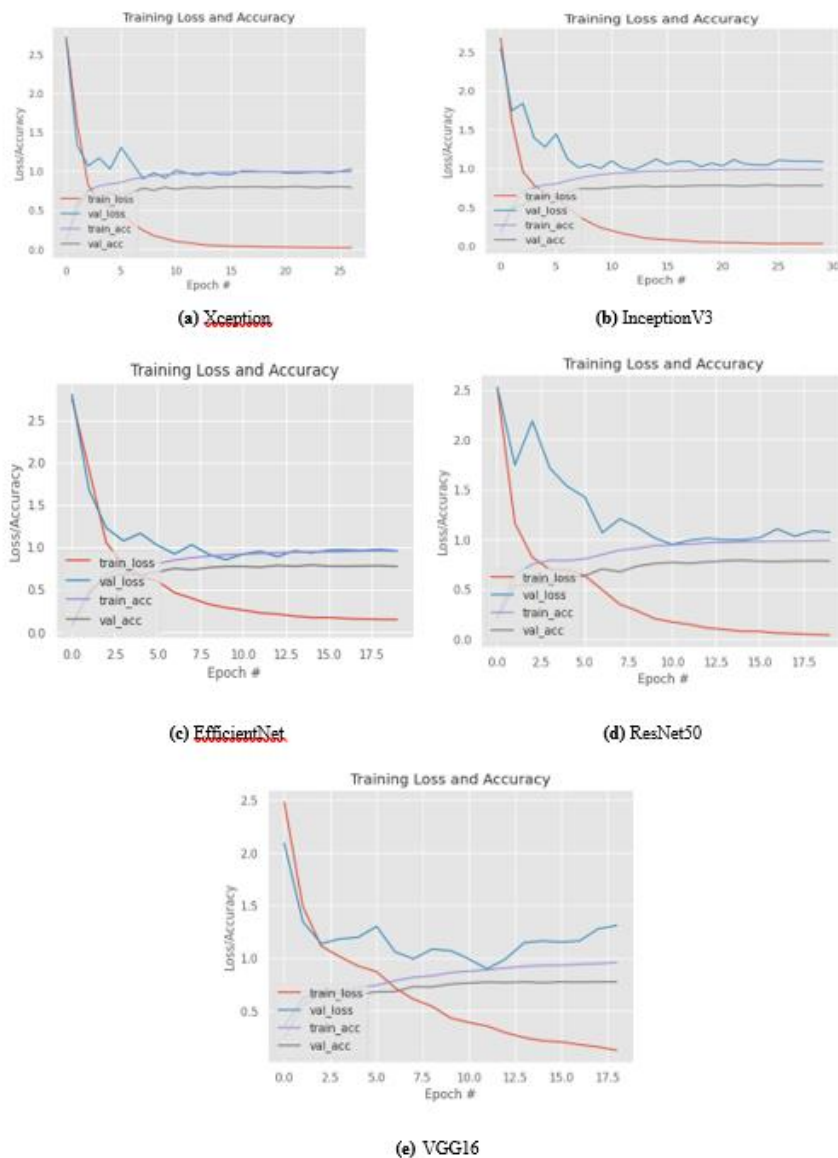 Training Loss and Accuracy
Loss/Accuracy
2.5
2.0
1.5
1.0
0.5
0.0
train_loss
val_loss
train_acc
val_acc
0 5 10 15 20 25
Epoch #
(a) Xception
Training Loss and Accuracy
Loss/Accuracy
2.5
2.0
1.5
1.0
0.5
0.0
train_loss
val_loss
train_acc
val_acc
0 5 10 15 20 25 30
Epoch #
(b) InceptionV3
Training Loss and Accuracy
Loss/Accuracy
2.5
2.0
1.5
1.0
0.5
0.0
train_loss
val_loss
train_acc
val_acc
0.0 2.5 5.0 7.5 10.0 12.5 15.0 17.5
Epoch #
(c) EfficientNet
Training Loss and Accuracy
Loss/Accuracy
2.5
2.0
1.5
1.0
0.5
0.0
train_loss
val_loss
train_acc
val_acc
0.0 2.5 5.0 7.5 10.0 12.5 15.0 17.5
Epoch #
(d) ResNet50
Training Loss and Accuracy
Loss/Accuracy
2.5
2.0
1.5
1.0
0.5
train_loss
val_loss
train_acc
val_acc
0.0 2.5 5.0 7.5 10.0 12.5 15.0 17.5
Epoch #
(e) VGG16